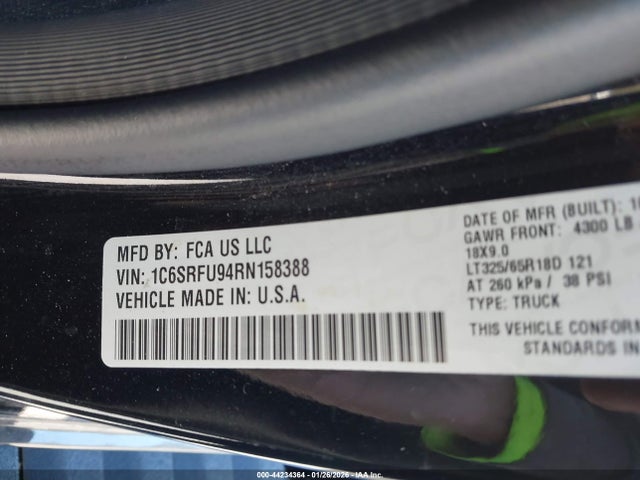 MFD BY: FCA US LLC
VIN: 1C6SRFU94RN158388
VEHICLE MADE IN: U.S.A.
DATE OF MFR (BUILT): 10
GAWR FRONT: 4300 LB
18X9.0
LT325/65R18D 121
AT 260 kPa / 38 PSI
TYPE: TRUCK
THIS VEHICLE CONFORM
STANDARDS IN
000-44234364 - 01/26/2026 - IAA Inc.